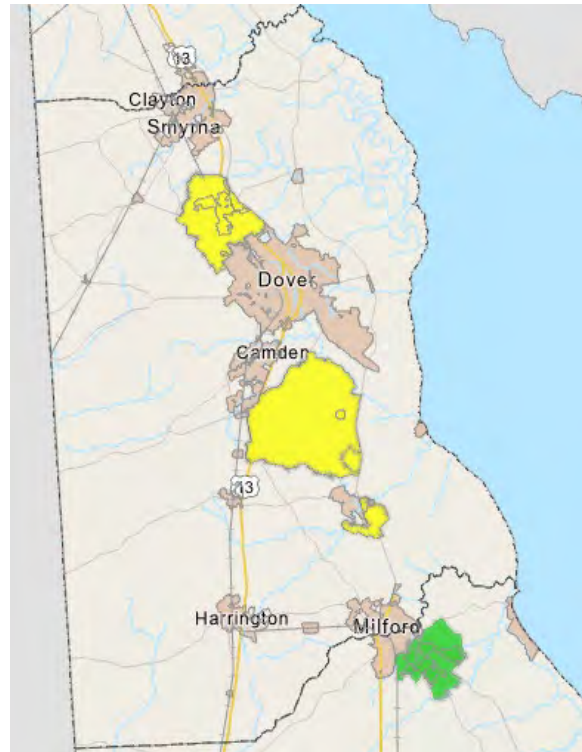 13
Clayton
Smyrna
Dover
Camden
13
Harrington
Milford